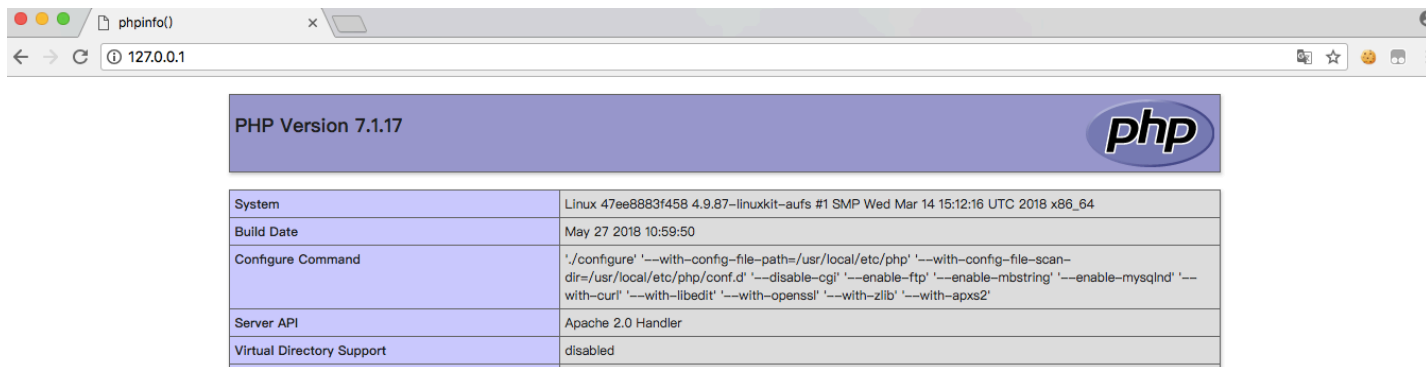 phpinfo()
127.0.0.1
PHP Version 7.1.17
php
System
Linux 47ee8883f458 4.9.87-linuxkit-aufs #1 SMP Wed Mar 14 15:12:16 UTC 2018 x86_64
Build Date
May 27 2018 10:59:50
Configure Command
'./configure' '--with-config-file-path=/usr/local/etc/php' '--with-config-file-scan-
dir=/usr/local/etc/php/conf.d' '--disable-cgi' '--enable-ftp' '--enable-mbstring' '--enable-mysqlnd' '--
with-curl' '--with-libedit' '--with-openssl' '--with-zlib' '--with-apxs2'
Server API
Apache 2.0 Handler
Virtual Directory Support
disabled